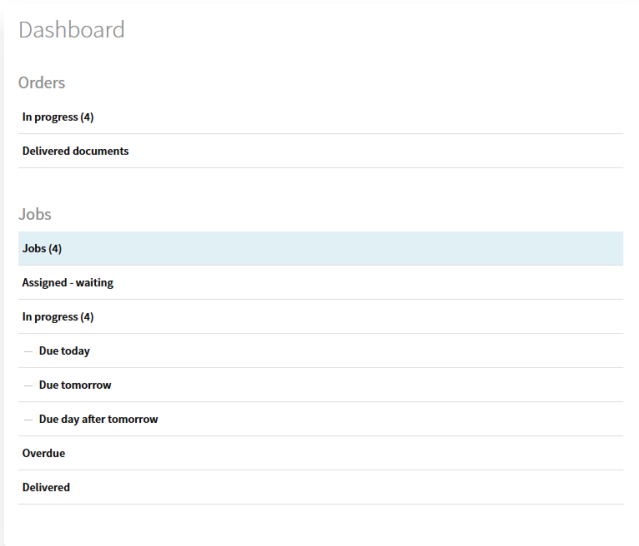 Dashboard
Orders
In progress (4)
Delivered documents
Jobs
Jobs (4)
Assigned - waiting
In progress (4)
— Due today
— Due tomorrow
— Due day after tomorrow
Overdue
Delivered